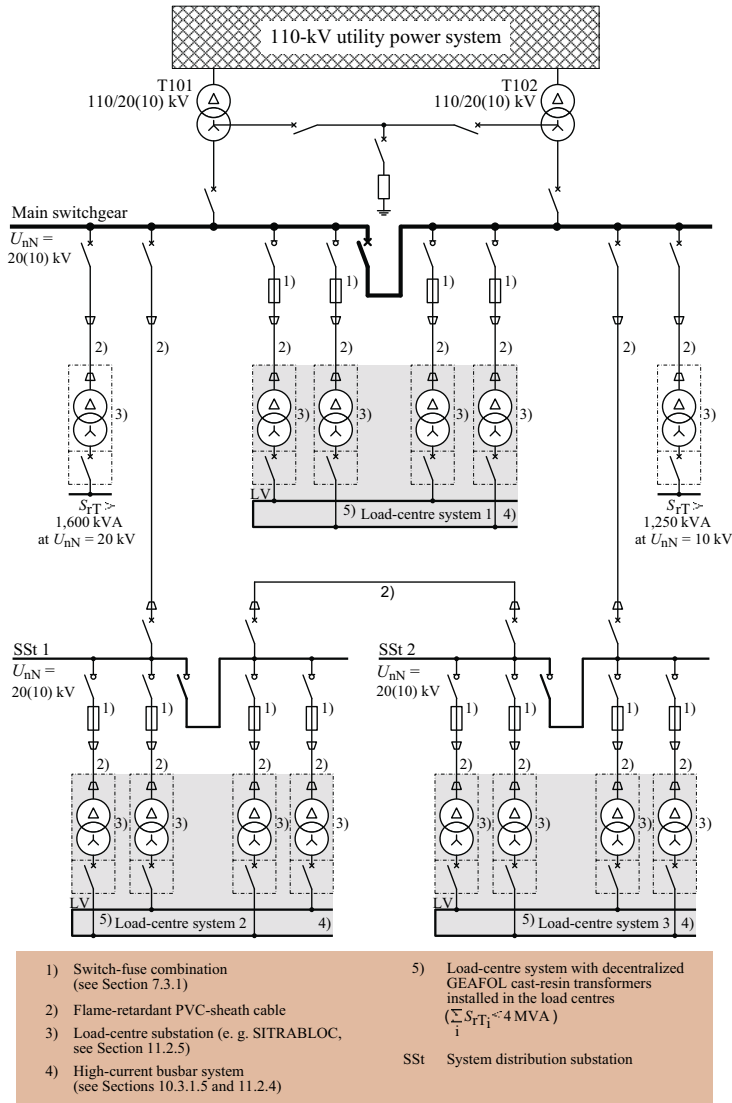 110-kV utility power system
T101
110/20(10) kV
T102
110/20(10) kV
Main switchgear
UnN =
20(10) kV
1)
1)
1)
1)
2)
2)
2)
2)
2)
2)
2)
2)
3)
3)
3)
3)
3)
3)
LV
5) Load-centre system 1 4)
SrT >
1,600 kVA
at UnN = 20 kV
SrT >
1,250 kVA
at UnN = 10 kV
2)
SSt 1
UnN =
20(10) kV
SSt 2
UnN =
20(10) kV
1)
1)
1)
1)
1)
1)
1)
1)
2)
2)
2)
2)
2)
2)
2)
2)
3)
3)
3)
3)
3)
3)
3)
3)
LV
5) Load-centre system 2 4)
LV
5) Load-centre system 3 4)
1) Switch-fuse combination
(see Section 7.3.1)
2) Flame-retardant PVC-sheath cable
3) Load-centre substation (e. g. SITRABLOC,
see Section 11.2.5)
4) High-current busbar system
(see Sections 10.3.1.5 and 11.2.4)
5) Load-centre system with decentralized
GEAFOL cast-resin transformers
installed in the load centres
(∑ SrTi < 4 MVA )
i
SSt System distribution substation